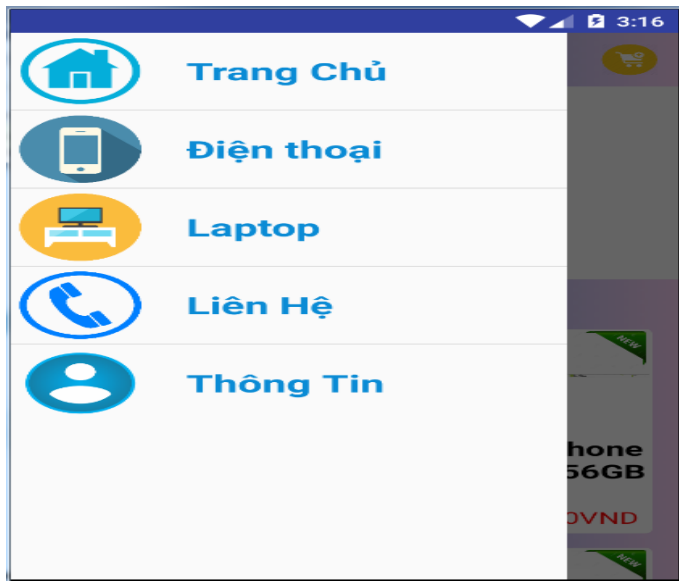 3:16
Trang Chủ
Điện thoại
Laptop
Liên Hệ
Thông Tin
NEW
hone
56GB
0VND
NEW